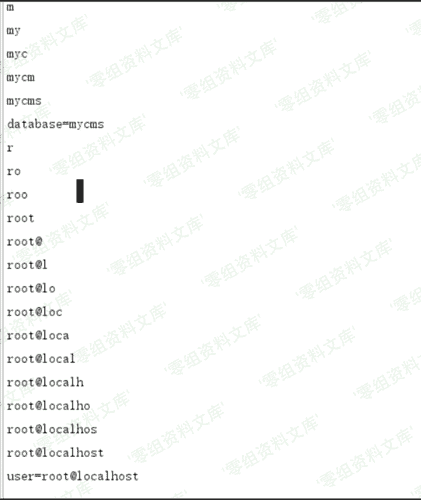 m
my
myc
mycm
mycms
database=mycms
r
ro
roo
root
root@
root@l
root@lo
root@loc
root@loca
root@local
root@localh
root@localho
root@localhos
root@localhost
user=root@localhost
'零组资料文库'